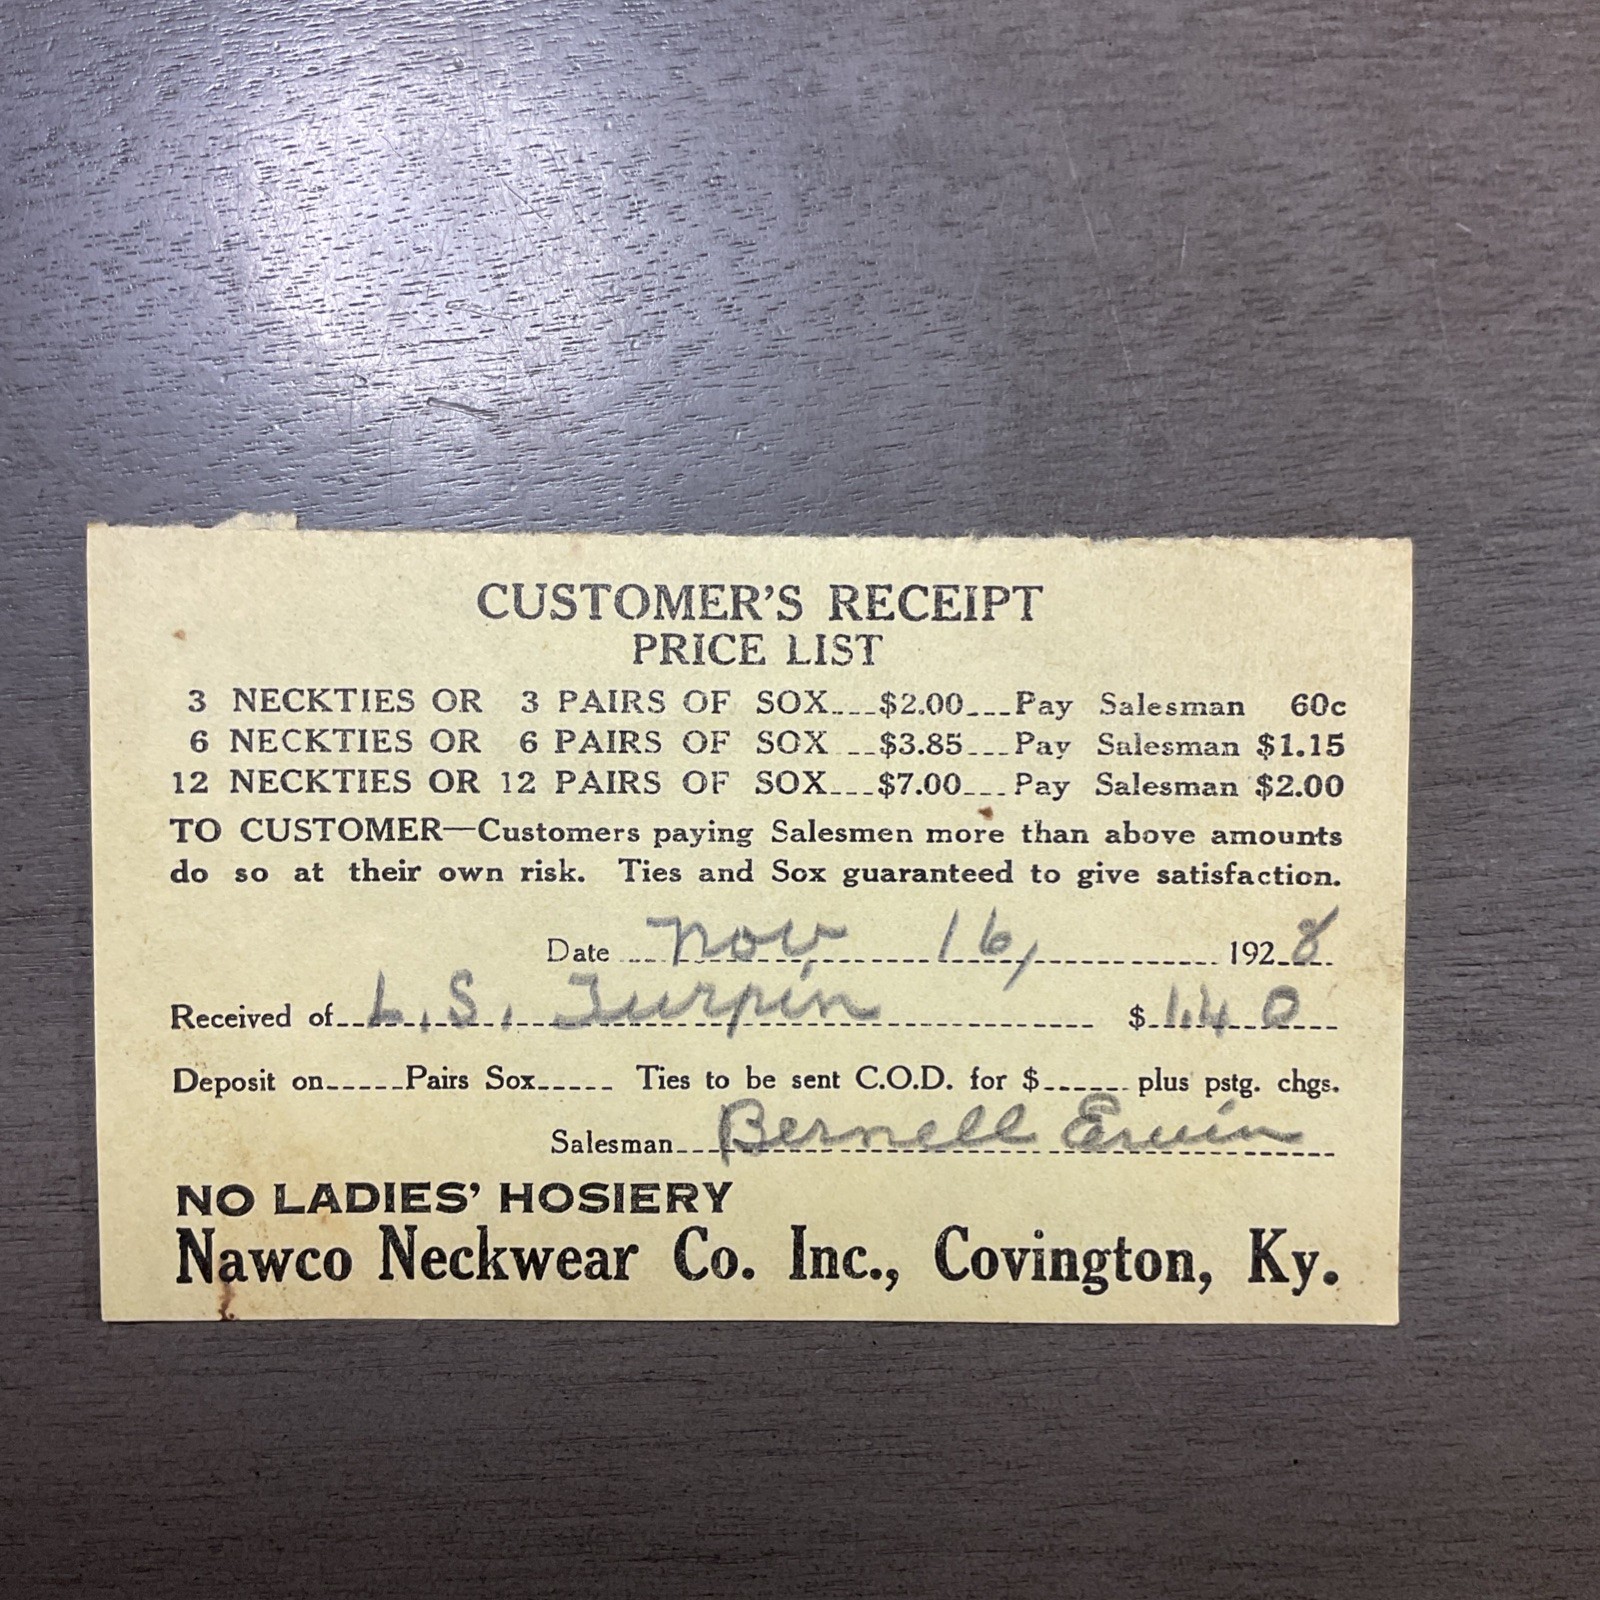 CUSTOMER'S RECEIPT
PRICE LIST
3 NECKTIES OR 3 PAIRS OF SOX...$2.00...Pay Salesman 60c
6 NECKTIES OR 6 PAIRS OF SOX...$3.85...Pay Salesman $1.15
12 NECKTIES OR 12 PAIRS OF SOX...$7.00...Pay Salesman $2.00
TO CUSTOMER—Customers paying Salesmen more than above amounts
do so at their own risk. Ties and Sox guaranteed to give satisfaction.
Date Nov 16, 1928
Received of L. S. Turpin $1.40
Deposit on-----Pairs Sox----- Ties to be sent C.O.D. for $------ plus pstg. chgs.
Salesman Bernell Erwin
NO LADIES' HOSIERY
Nawco Neckwear Co. Inc., Covington, Ky.